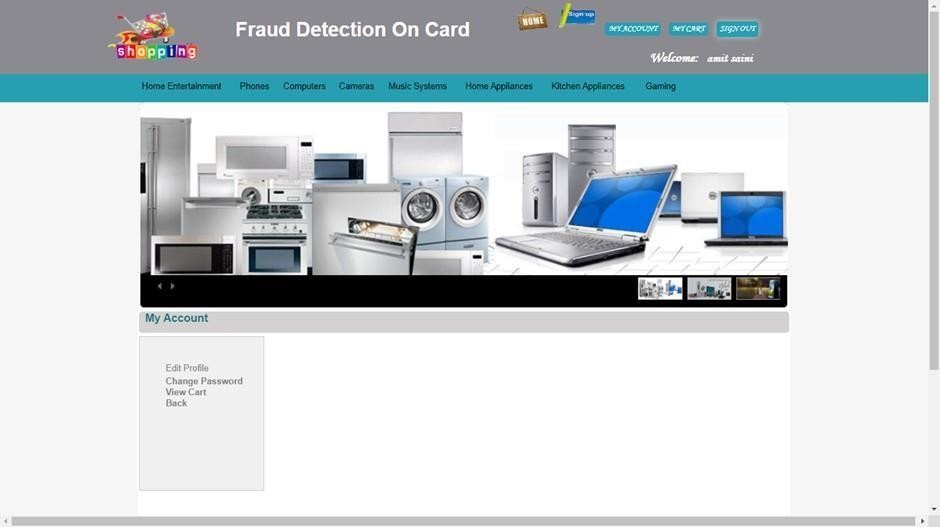 shopping
Fraud Detection On Card
HOME
Sign up
MY ACCOUNT
MY CART
SIGN OUT
Welcome: amit saini
Home Entertainment Phones Computers Cameras Music Systems Home Appliances Kitchen Appliances Gaming
My Account
Edit Profile
Change Password
View Cart
Back